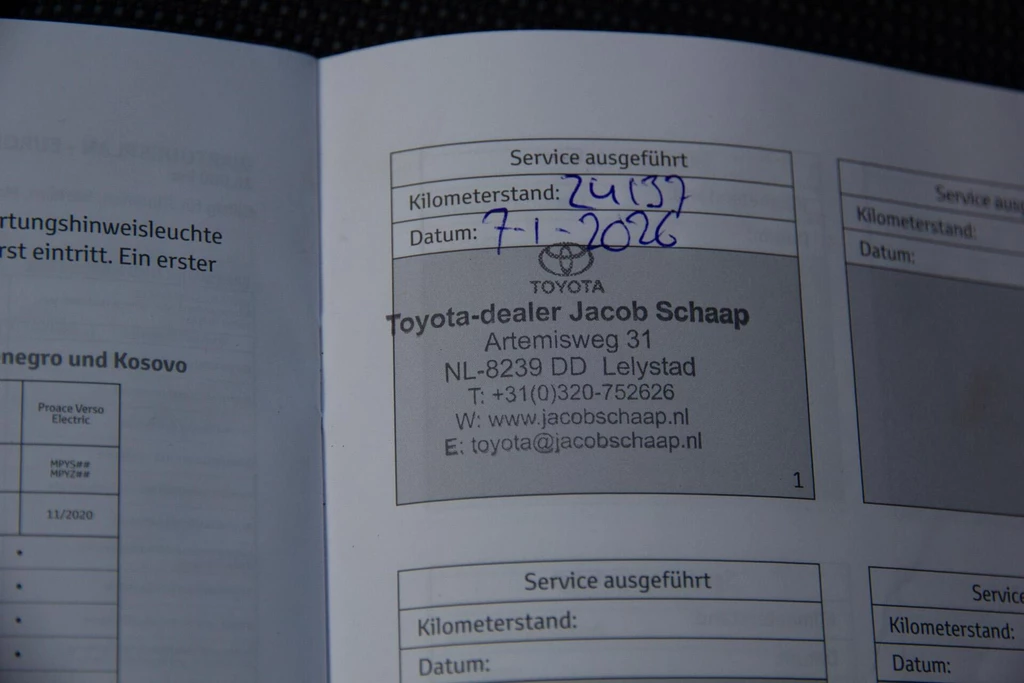 rtungshinweisleuchte
rst eintritt. Ein erster
negro und Kosovo
Proace Verso
Electric
MPYS##
MPYZ##
11/2020
Service ausgeführt
Kilometerstand: 24137
Datum: 7-1-2026
TOYOTA
Toyota-dealer Jacob Schaap
Artemisweg 31
NL-8239 DD Lelystad
T: +31(0)320-752626
W: www.jacobschaap.nl
E: toyota@jacobschaap.nl
1
Service ausg
Kilometerstand:
Datum:
Service ausgeführt
Kilometerstand:
Datum:
Service
Kilometerstand:
Datum: